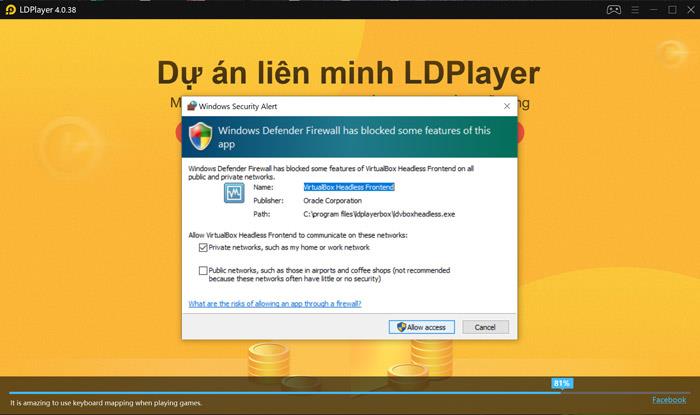 LDPlayer 4.0.38
Dự án liên minh LDPlayer
Windows Security Alert
Windows Defender Firewall has blocked some features of this
app
Windows Defender Firewall has blocked some features of VirtualBox Headless Frontend on all
public and private networks.
Name: VirtualBox Headless Frontend
Publisher: Oracle Corporation
Path: C:\program files\ldplayerbox\ldvboxheadless.exe
Allow VirtualBox Headless Frontend to communicate on these networks:
Private networks, such as my home or work network
Public networks, such as those in airports and coffee shops (not recommended
because these networks often have little or no security)
What are the risks of allowing an app through a firewall?
Allow access
Cancel
81%
It is amazing to use keyboard mapping when playing games.
Facebook